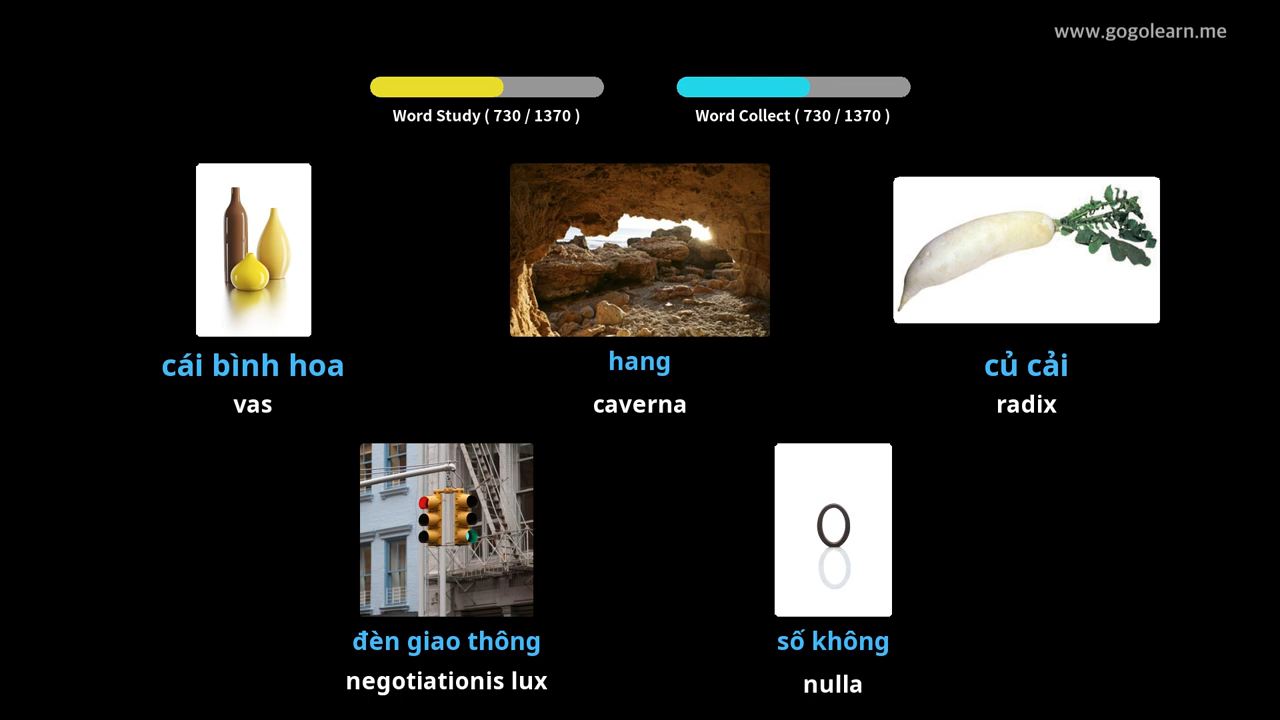 www.gogolearn.me
Word Study ( 730 / 1370 )
Word Collect ( 730 / 1370 )
cái bình hoa
vas
hang
caverna
củ cải
radix
đèn giao thông
negotiationis lux
số không
nulla